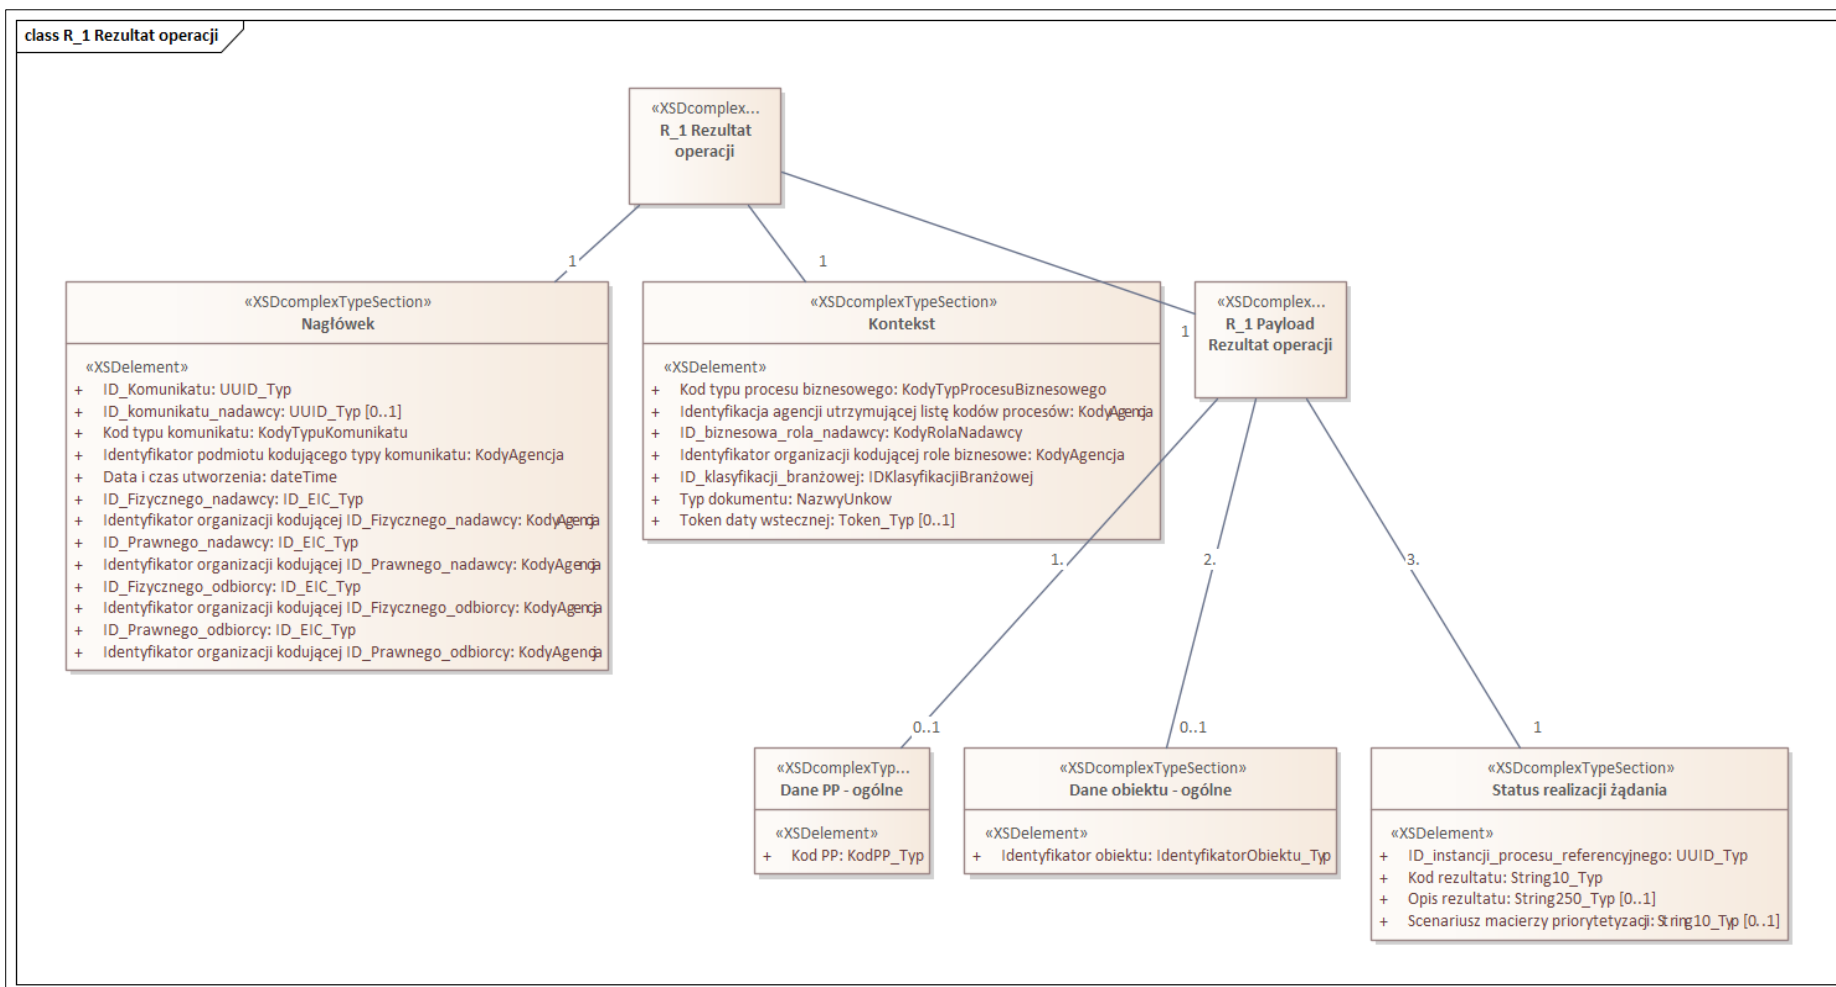 class R_1 Rezultat operacji
«XSDcomplex...
R_1 Rezultat
operacji
1
1
1
«XSDcomplexTypeSection»
Nagłówek
«XSDelement»
+ ID_Komunikatu: UUID_Typ
+ ID_komunikatu_nadawcy: UUID_Typ [0..1]
+ Kod typu komunikatu: KodyTypuKomunikatu
+ Identyfikator podmiotu kodującego typy komunikatu: KodyAgencja
+ Data i czas utworzenia: dateTime
+ ID_Fizycznego_nadawcy: ID_EIC_Typ
+ Identyfikator organizacji kodującej ID_Fizycznego_nadawcy: KodyAgencja
+ ID_Prawnego_nadawcy: ID_EIC_Typ
+ Identyfikator organizacji kodującej ID_Prawnego_nadawcy: KodyAgencja
+ ID_Fizycznego_odbiorcy: ID_EIC_Typ
+ Identyfikator organizacji kodującej ID_Fizycznego_odbiorcy: KodyAgencja
+ ID_Prawnego_odbiorcy: ID_EIC_Typ
+ Identyfikator organizacji kodującej ID_Prawnego_odbiorcy: KodyAgencja
«XSDcomplexTypeSection»
Kontekst
«XSDelement»
+ Kod typu procesu biznesowego: KodyTypProcesuBiznesowego
+ Identyfikacja agencji utrzymującej listę kodów procesów: KodyAgencja
+ ID_biznesowa_rola_nadawcy: KodyRolaNadawcy
+ Identyfikator organizacji kodującej role biznesowe: KodyAgencja
+ ID_klasyfikacji_branżowej: IDKlasyfikacjiBranżowej
+ Typ dokumentu: NazwyUnkow
+ Token daty wstecznej: Token_Typ [0..1]
«XSDcomplex...
R_1 Payload
Rezultat operacji
1.
2.
3.
0..1
0..1
1
«XSDcomplexTyp...
Dane PP - ogólne
«XSDelement»
+ Kod PP: KodPP_Typ
«XSDcomplexTypeSection»
Dane obiektu - ogólne
«XSDelement»
+ Identyfikator obiektu: IdentyfikatorObiektu_Typ
«XSDcomplexTypeSection»
Status realizacji żądania
«XSDelement»
+ ID_instancji_procesu_referencyjnego: UUID_Typ
+ Kod rezultatu: String10_Typ
+ Opis rezultatu: String250_Typ [0..1]
+ Scenariusz macierzy priorytetyzacji: String10_Typ [0..1]